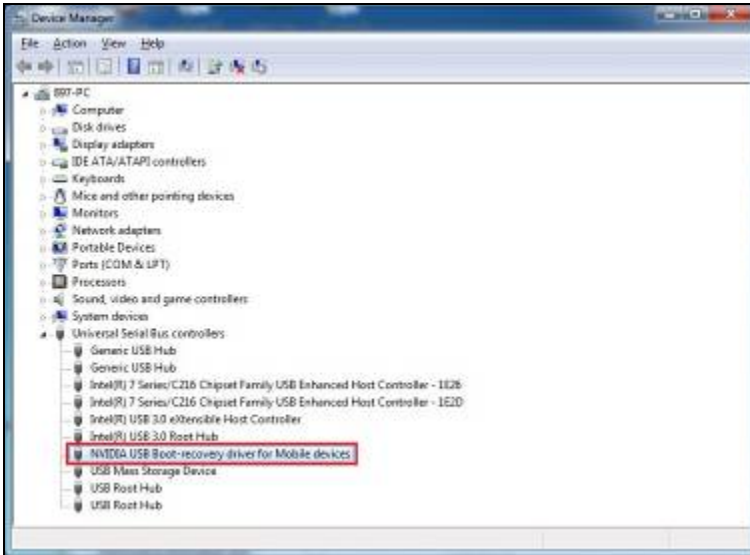 Device Manager
File Action View Help
897-PC
Computer
Disk drives
Display adapters
IDE ATA/ATAPI controllers
Keyboards
Mice and other pointing devices
Monitors
Network adapters
Portable Devices
Ports (COM & LPT)
Processors
Sound, video and game controllers
System devices
Universal Serial Bus controllers
Generic USB Hub
Generic USB Hub
Intel(R) 7 Series/C216 Chipset Family USB Enhanced Host Controller - 1E26
Intel(R) 7 Series/C216 Chipset Family USB Enhanced Host Controller - 1E2D
Intel(R) USB 3.0 eXtensible Host Controller
Intel(R) USB 3.0 Root Hub
NVIDIA USB Boot-recovery driver for Mobile devices
USB Mass Storage Device
USB Root Hub
USB Root Hub